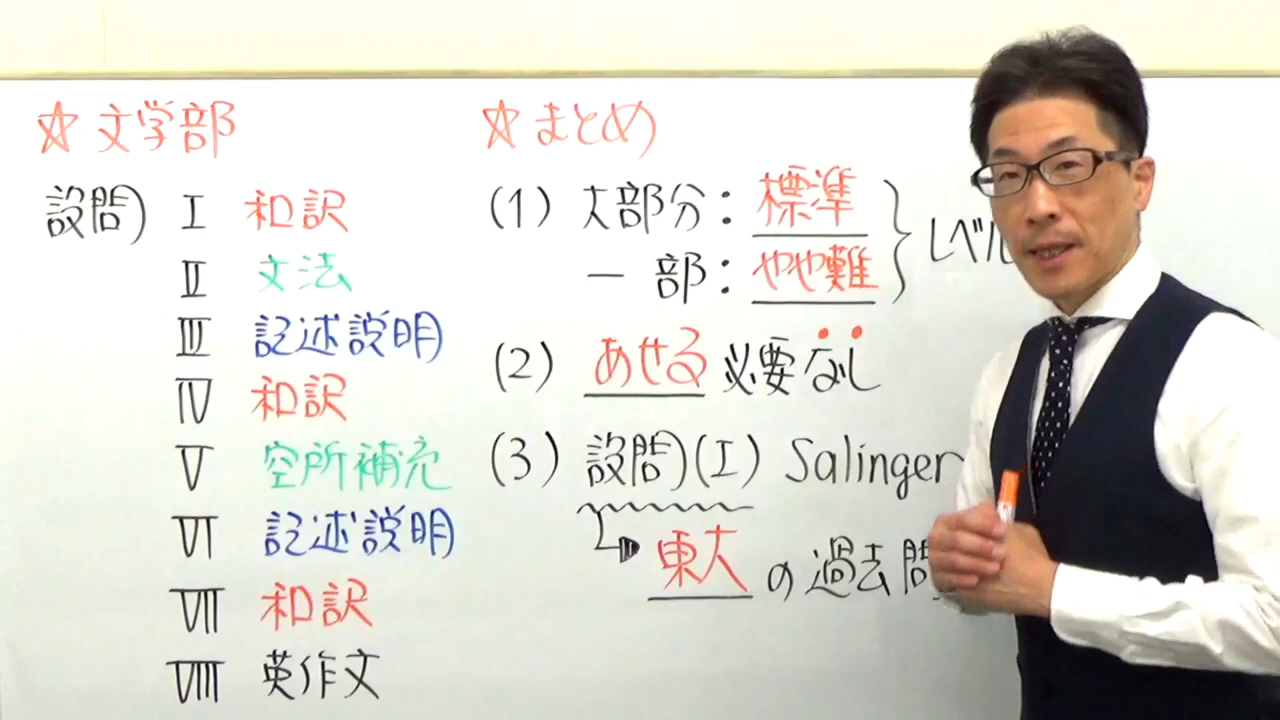 ☆ 文学部
設問) Ⅰ 和訳
Ⅱ 文法
Ⅲ 記述説明
Ⅳ 和訳
Ⅴ 空所補充
Ⅵ 記述説明
Ⅶ 和訳
Ⅷ 英作文
☆ まとめ
(1) 大部分：標準
一部：やや難
レベル
(2) あせる必要なし
(3) 設問(Ⅰ) Salinger
東大の過去問